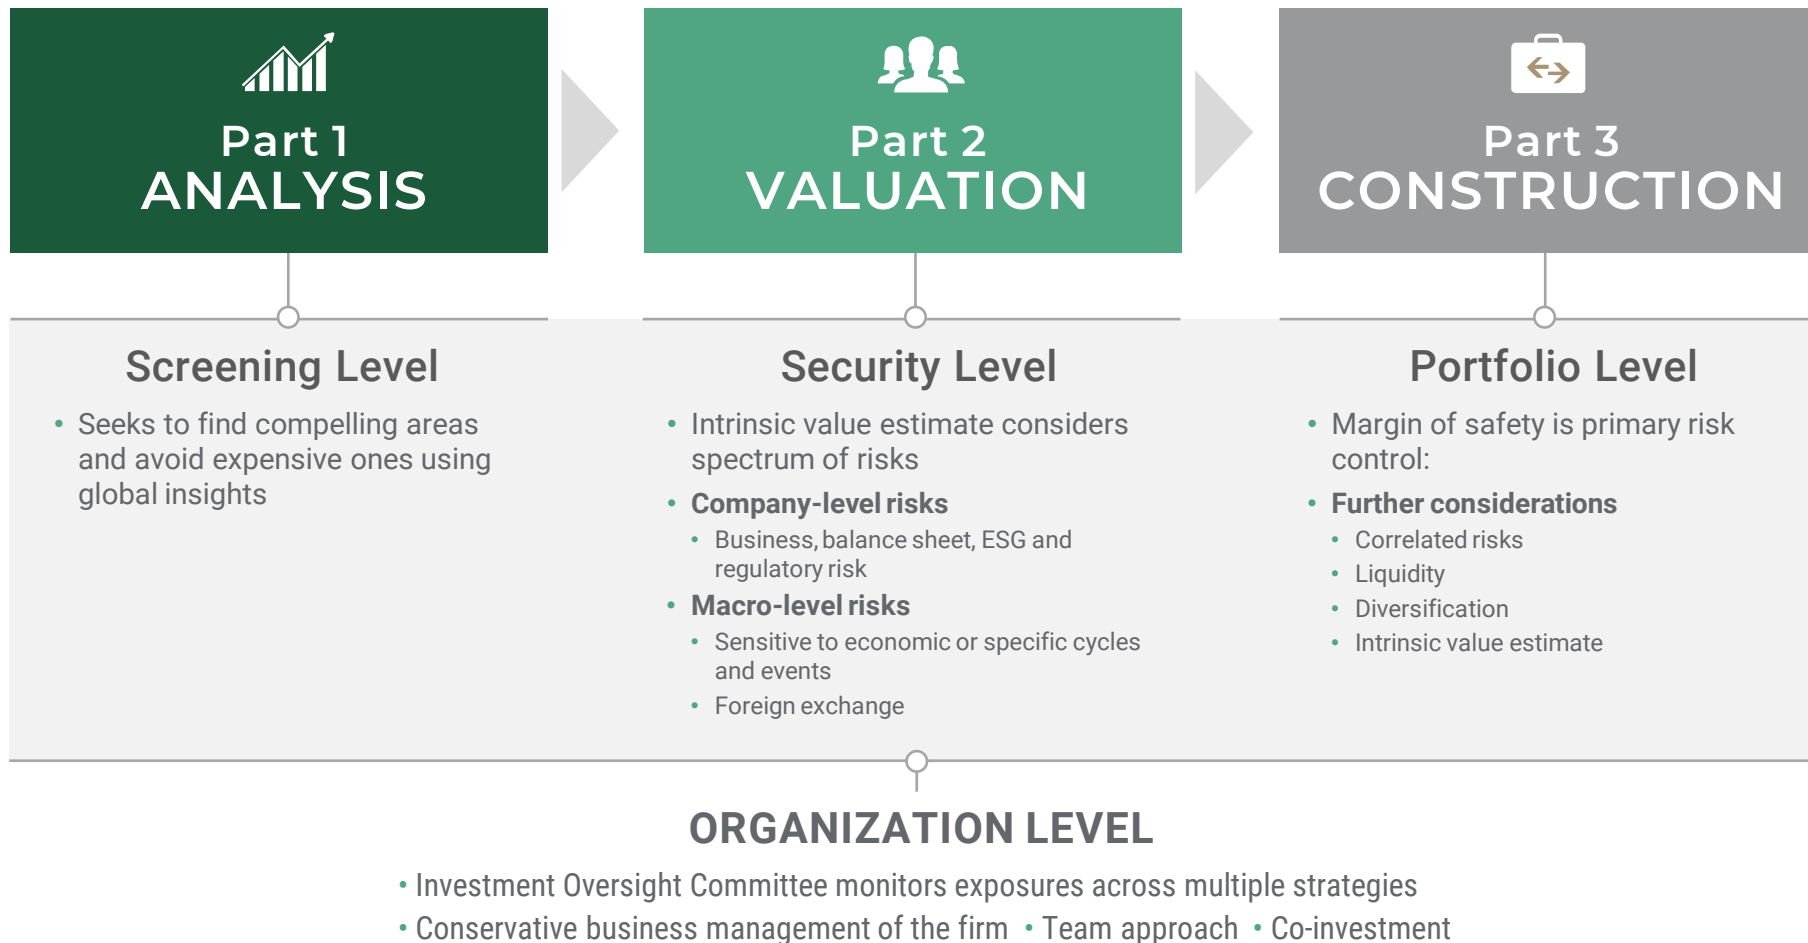 Part 1
ANALYSIS
Part 2
VALUATION
Part 3
CONSTRUCTION
Screening Level
• Seeks to find compelling areas
and avoid expensive ones using
global insights
Security Level
• Intrinsic value estimate considers
spectrum of risks
• Company-level risks
• Business, balance sheet, ESG and
regulatory risk
• Macro-level risks
• Sensitive to economic or specific cycles
and events
• Foreign exchange
Portfolio Level
• Margin of safety is primary risk
control:
• Further considerations
• Correlated risks
• Liquidity
• Diversification
• Intrinsic value estimate
ORGANIZATION LEVEL
• Investment Oversight Committee monitors exposures across multiple strategies
• Conservative business management of the firm • Team approach • Co-investment